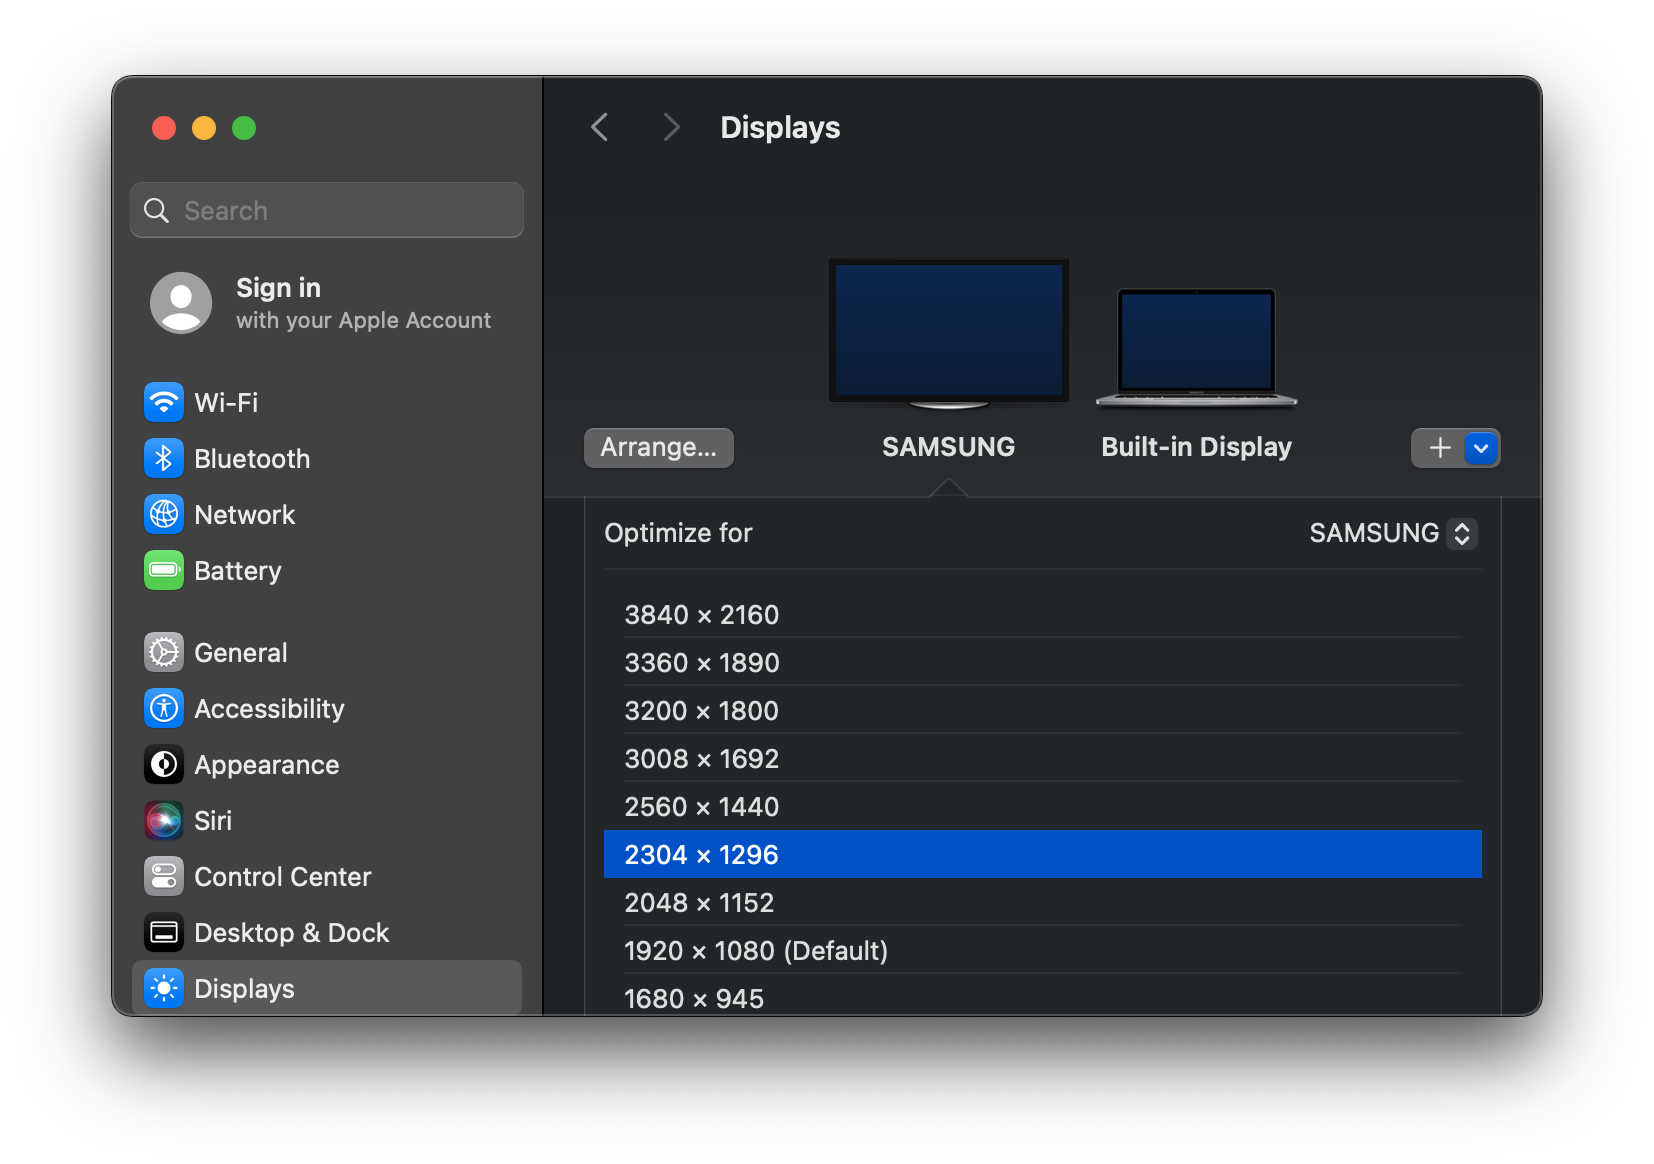 Search
Sign in
with your Apple Account
Wi-Fi
Bluetooth
Network
Battery
General
Accessibility
Appearance
Siri
Control Center
Desktop & Dock
Displays
Displays
Arrange...
SAMSUNG
Built-in Display
Optimize for
SAMSUNG
3840 × 2160
3360 × 1890
3200 × 1800
3008 × 1692
2560 × 1440
2304 × 1296
2048 × 1152
1920 × 1080 (Default)
1680 × 945